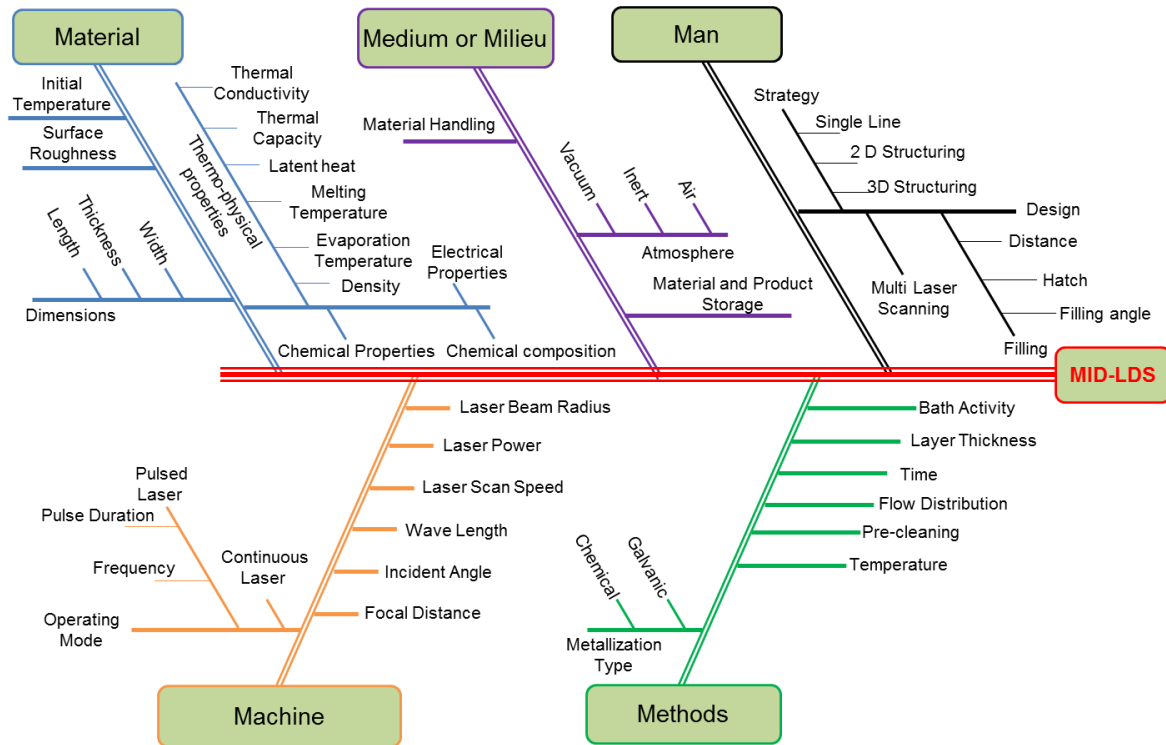 Material
Medium or Milieu
Man
Initial
Temperature
Surface
Roughness
Thermal
Conductivity
Thermal
Capacity
Latent heat
Melting
Temperature
Evaporation
Temperature
Density
Thermo-physical
properties
Length
Thickness
Width
Dimensions
Electrical
Properties
Chemical Properties
Chemical composition
Material Handling
Vacuum
Inert
Air
Atmosphere
Material and Product
Storage
Strategy
Single Line
2 D Structuring
3D Structuring
Design
Distance
Hatch
Filling angle
Filling
Multi Laser
Scanning
MID-LDS
Laser Beam Radius
Laser Power
Laser Scan Speed
Wave Length
Incident Angle
Focal Distance
Pulsed
Laser
Pulse Duration
Frequency
Continuous
Laser
Operating
Mode
Machine
Bath Activity
Layer Thickness
Time
Flow Distribution
Pre-cleaning
Temperature
Chemical
Galvanic
Metallization
Type
Methods